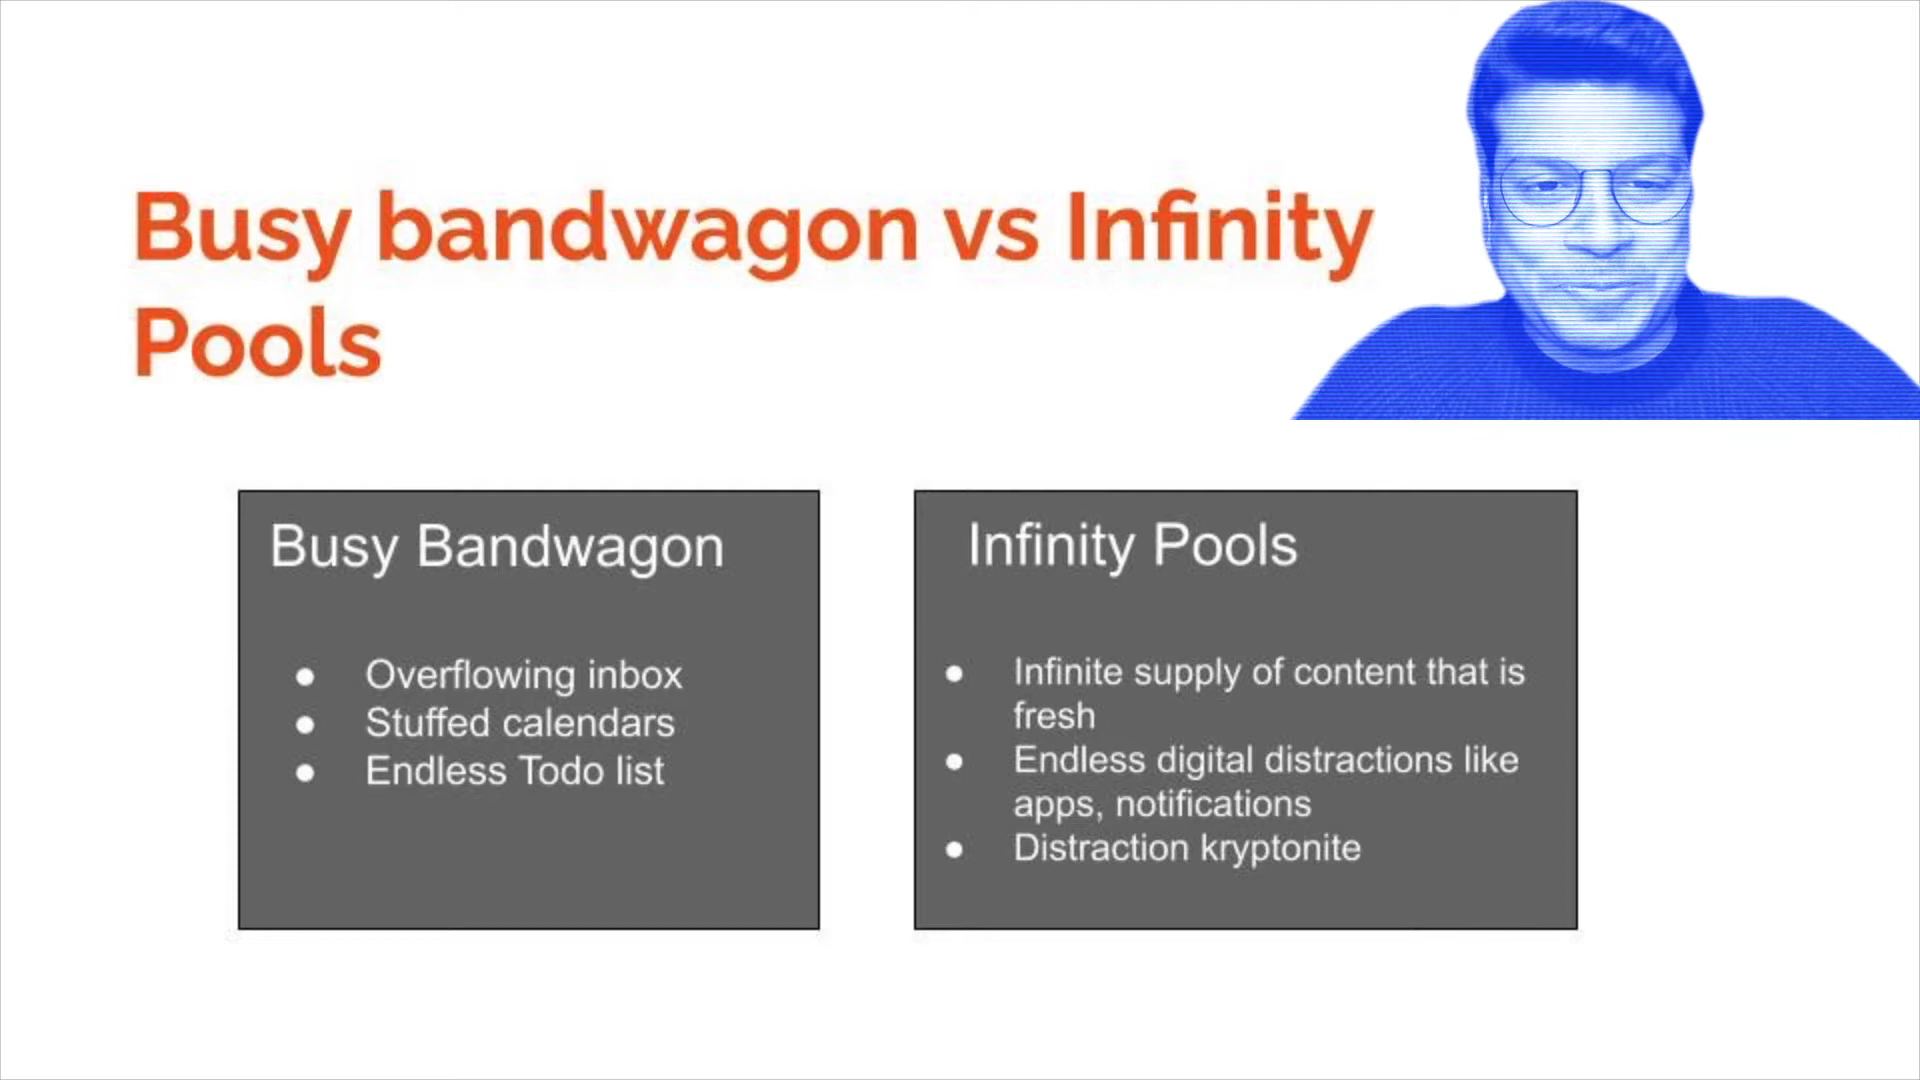 Busy bandwagon vs Infinity
Pools
Busy Bandwagon
● Overflowing inbox
● Stuffed calendars
● Endless Todo list
Infinity Pools
● Infinite supply of content that is
fresh
● Endless digital distractions like
apps, notifications
● Distraction kryptonite